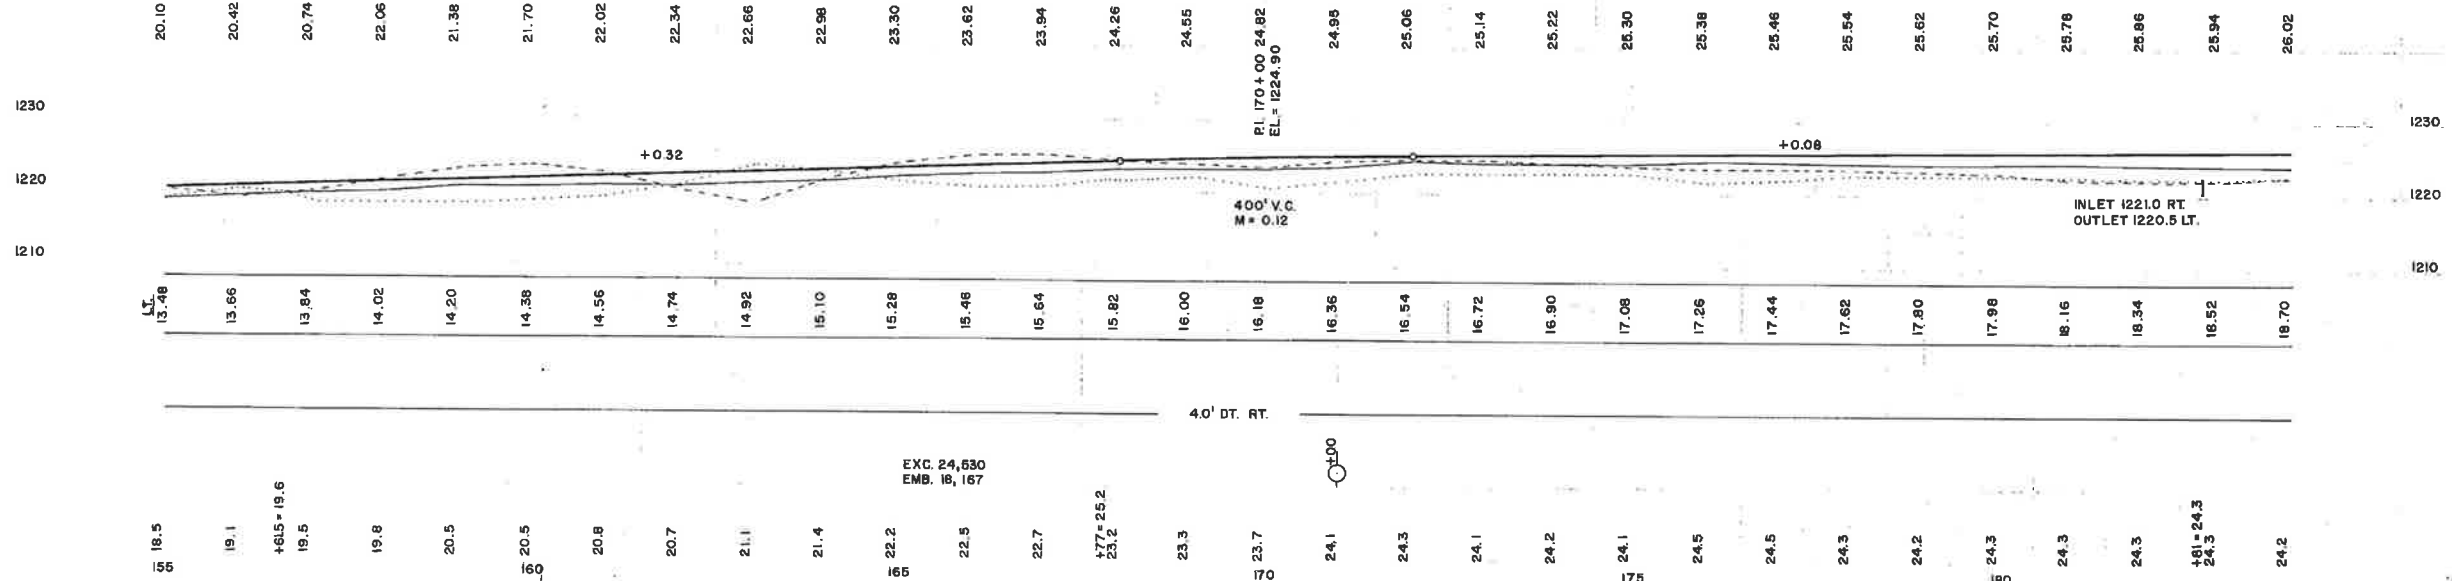 20.10 20.42 20.74 22.06 21.38 21.70 22.02 22.34 22.66 22.98 23.30 23.62 23.94 24.26 24.55 24.82 24.95 25.06 25.14 25.22 25.30 25.38 25.46 25.54 25.62 25.70 25.78 25.86 25.94 26.02
P.I. 170+00
EL.= 1224.90
1230
1230
+0.32
+0.08
1220
1220
400' V.C.
M= 0.12
INLET 1221.0 RT.
OUTLET 1220.5 LT.
1210
1210
LT.
13.48 13.66 13.84 14.02 14.20 14.38 14.56 14.74 14.92 15.10 15.28 15.46 15.64 15.82 16.00 16.18 16.36 16.54 16.72 16.90 17.08 17.26 17.44 17.62 17.80 17.98 18.16 18.34 18.52 18.70
4.0' DT. RT.
+00
EXC. 24,630
EMB. 18,167
+61.5 = 19.6
+77 = 25.2
+81 = 24.3
18.5 19.1 19.5 19.8 20.5 20.5 20.8 20.7 21.1 21.4 22.2 22.5 22.7 23.2 23.3 23.7 24.1 24.3 24.1 24.2 24.1 24.5 24.5 24.3 24.2 24.3 24.3 24.3 24.3 24.2
155 160 165 170 175 180